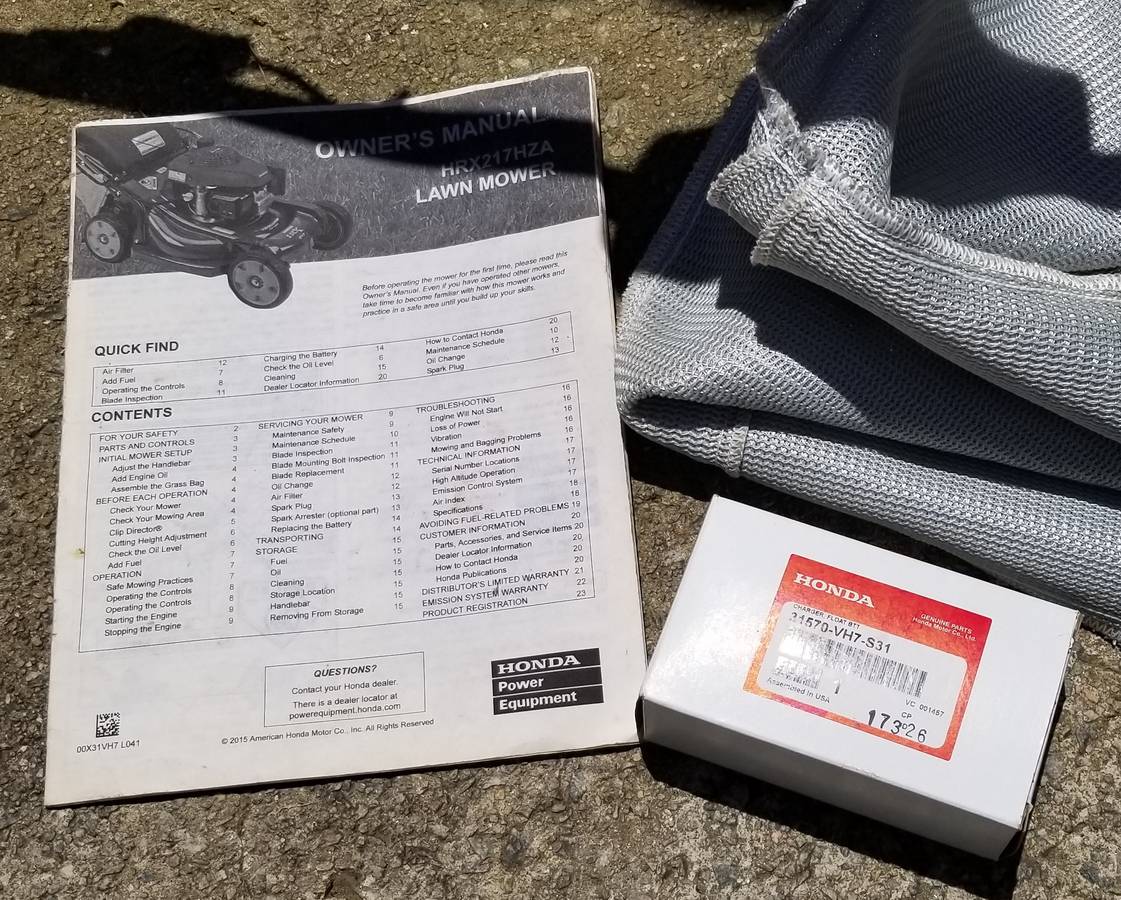 OWNER'S MANUAL
HRX217HZA
LAWN MOWER
Before operating the mower for the first time, please read this
Owner's Manual. Even if you have operated other mowers,
take time to become familiar with how this mower works and
practice in a safe area until you build up your skills.
QUICK FIND
Air Filter 12
Add Fuel 7
Operating the Controls 8
Blade Inspection 11
Charging the Battery 14
Check the Oil Level 6
Cleaning 15
Dealer Locator Information 20
How to Contact Honda 20
Maintenance Schedule 10
Oil Change 12
Spark Plug 13
CONTENTS
FOR YOUR SAFETY 2
PARTS AND CONTROLS 3
INITIAL MOWER SETUP 3
Adjust the Handlebar 3
Add Engine Oil 4
Assemble the Grass Bag 4
BEFORE EACH OPERATION 4
Check Your Mower 4
Check Your Mowing Area 4
Clip Director® 5
Cutting Height Adjustment 6
Check the Oil Level 6
Add Fuel 7
OPERATION 7
Safe Mowing Practices 7
Operating the Controls 8
Operating the Controls 8
Starting the Engine 9
Stopping the Engine 9
SERVICING YOUR MOWER 9
Maintenance Safety 9
Maintenance Schedule 10
Blade Inspection 11
Blade Mounting Bolt Inspection 11
Blade Replacement 11
Oil Change 12
Air Filter 12
Spark Plug 13
Spark Arrester (optional part) 13
Replacing the Battery 14
TRANSPORTING 14
STORAGE 15
Fuel 15
Oil 15
Cleaning 15
Storage Location 15
Handlebar 15
Removing From Storage 15
TROUBLESHOOTING 16
Engine Will Not Start 16
Loss of Power 16
Vibration 16
Mowing and Bagging Problems 16
TECHNICAL INFORMATION 17
Serial Number Locations 17
High Altitude Operation 17
Emission Control System 17
Air Index 18
Specifications 18
AVOIDING FUEL-RELATED PROBLEMS 19
CUSTOMER INFORMATION 20
Parts, Accessories, and Service Items 20
Dealer Locator Information 20
How to Contact Honda 20
Honda Publications 20
DISTRIBUTOR'S LIMITED WARRANTY 21
EMISSION SYSTEM WARRANTY 22
PRODUCT REGISTRATION 23
QUESTIONS?
Contact your Honda dealer.
There is a dealer locator at
powerequipment.honda.com
HONDA
Power
Equipment
00X31VH7 L041
© 2015 American Honda Motor Co., Inc. All Rights Reserved
HONDA
GENUINE PARTS
Honda Motor Co., Ltd.
CHARGER, FLOAT BTT
31570-VH7-S31
1
Assembled in USA
VC 001457
CP
173026